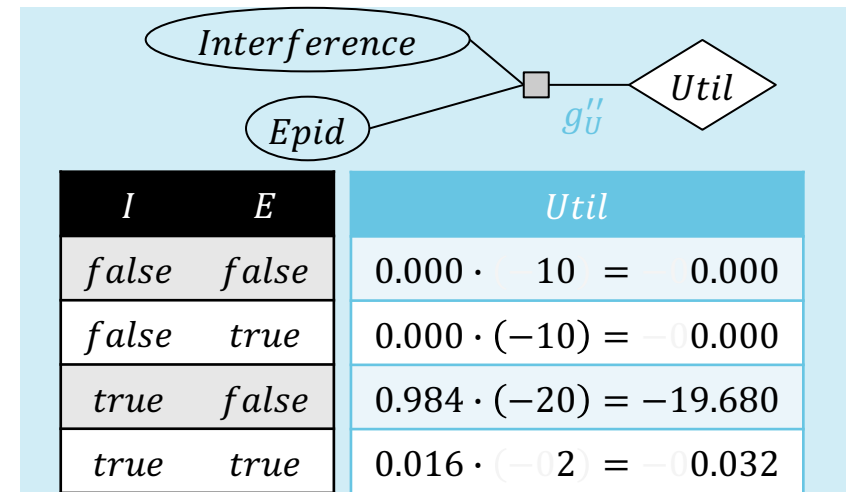 Interference
Util
g''_U
Epid
I E Util
false false 0.000 · 10 = 0.000
false true 0.000 · (−10) = 0.000
true false 0.984 · (−20) = −19.680
true true 0.016 · 2 = 0.032